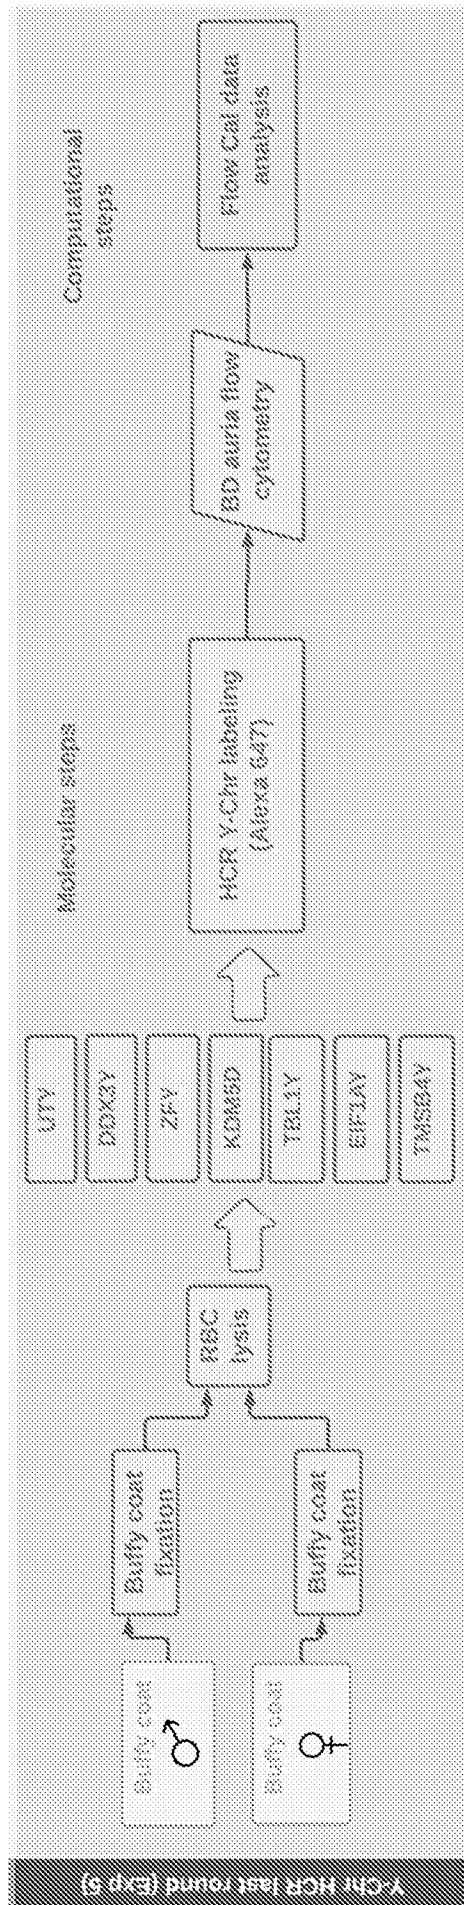 Y-Chr HCR last round (Exp 5)
Buffy coat
Buffy coat
Buffy coat
fixation
Buffy coat
fixation
RBC
lysis
UTY
DDX3Y
ZFY
KDM5D
TBL1Y
EIF1AY
TMSB4Y
Molecular steps
HCR Y-Chr labeling
(Alexa 647)
BD auria flow
cytometry
Computational
steps
Flow Cal data
analysis